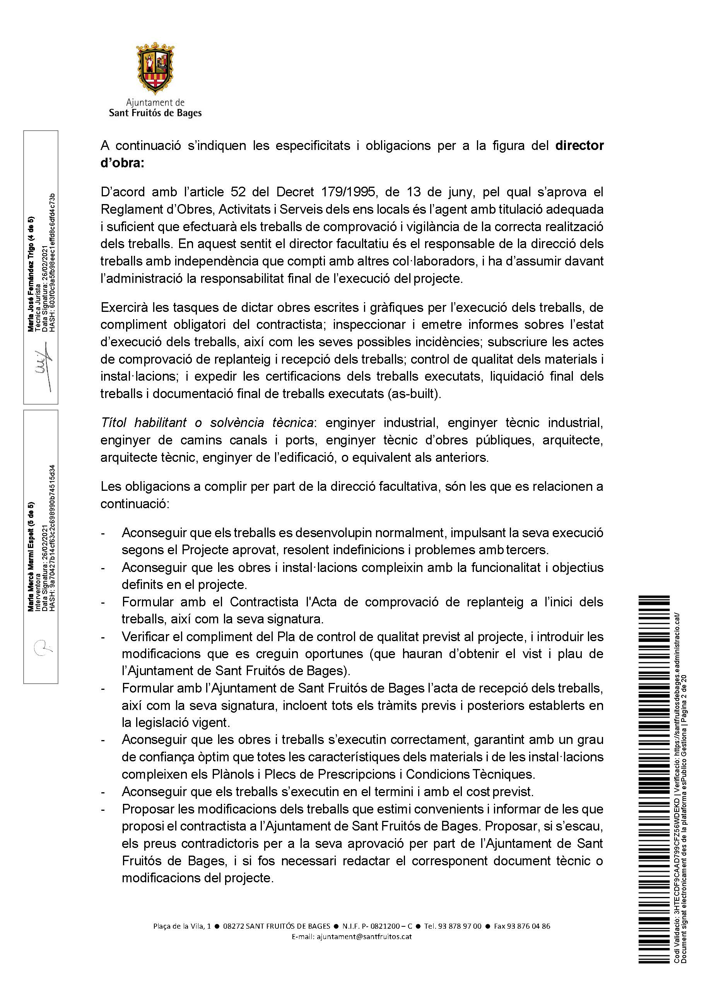 Ajuntament de
Sant Fruitós de Bages
A continuació s’indiquen les especificitats i obligacions per a la figura del director
d’obra:
D’acord amb l’article 52 del Decret 179/1995, de 13 de juny, pel qual s’aprova el
Reglament d’Obres, Activitats i Serveis dels ens locals és l’agent amb titulació adequada
i suficient que efectuarà els treballs de comprovació i vigilància de la correcta realització
dels treballs. En aquest sentit el director facultatiu és el responsable de la direcció dels
treballs amb independència que compti amb altres col·laboradors, i ha d’assumir davant
l’administració la responsabilitat final de l’execució del projecte.
Exercirà les tasques de dictar obres escrites i gràfiques per l’execució dels treballs, de
compliment obligatori del contractista; inspeccionar i emetre informes sobres l’estat
d’execució dels treballs, així com les seves possibles incidències; subscriure les actes
de comprovació de replanteig i recepció dels treballs; control de qualitat dels materials i
instal·lacions; i expedir les certificacions dels treballs executats, liquidació final dels
treballs i documentació final de treballs executats (as-built).
Títol habilitant o solvència tècnica: enginyer industrial, enginyer tècnic industrial,
enginyer de camins canals i ports, enginyer tècnic d’obres públiques, arquitecte,
arquitecte tècnic, enginyer de l’edificació, o equivalent als anteriors.
Les obligacions a complir per part de la direcció facultativa, són les que es relacionen a
continuació:
- Aconseguir que els treballs es desenvolupin normalment, impulsant la seva execució
segons el Projecte aprovat, resolent indefinicions i problemes amb tercers.
- Aconseguir que les obres i instal·lacions compleixin amb la funcionalitat i objectius
definits en el projecte.
- Formular amb el Contractista l'Acta de comprovació de replanteig a l’inici dels
treballs, així com la seva signatura.
- Verificar el compliment del Pla de control de qualitat previst al projecte, i introduir les
modificacions que es creguin oportunes (que hauran d’obtenir el vist i plau de
l’Ajuntament de Sant Fruitós de Bages).
- Formular amb l’Ajuntament de Sant Fruitós de Bages l’acta de recepció dels treballs,
així com la seva signatura, incloent tots els tràmits previs i posteriors establerts en
la legislació vigent.
- Aconseguir que les obres i treballs s’executin correctament, garantint amb un grau
de confiança òptim que totes les característiques dels materials i de les instal·lacions
compleixen els Plànols i Plecs de Prescripcions i Condicions Tècniques.
- Aconseguir que els treballs s’executin en el termini i amb el cost previst.
- Proposar les modificacions dels treballs que estimi convenients i informar de les que
proposi el contractista a l’Ajuntament de Sant Fruitós de Bages. Proposar, si s’escau,
els preus contradictoris per a la seva aprovació per part de l’Ajuntament de Sant
Fruitós de Bages, i si fos necessari redactar el corresponent document tècnic o
modificacions del projecte.
Plaça de la Vila, 1 ● 08272 SANT FRUITÓS DE BAGES ● N.I.F. P- 0821200 – C ● Tel. 93 878 97 00 ● Fax 93 876 04 86
E-mail: ajuntament@santfruitos.cat
Maria José Fernández Trigo (4 de 5)
Tècnica Jurista
Data Signatura: 26/02/2021
HASH: 603f0c9a5fb98eec1effd8c6dfd4c73b
Maria Mercè Marmi Espelt (5 de 5)
Interventora
Data Signatura: 26/02/2021
HASH: 9a70427b14cf63c2c698990b74515d34
Codi Validació: 3HTECDF9CAAD799CFZ56WDEKD | Verificació: https://santfruitosdebages.eadministracio.cat/
Document signat electrònicament des de la plataforma esPublico Gestiona | Pàgina 2 de 20